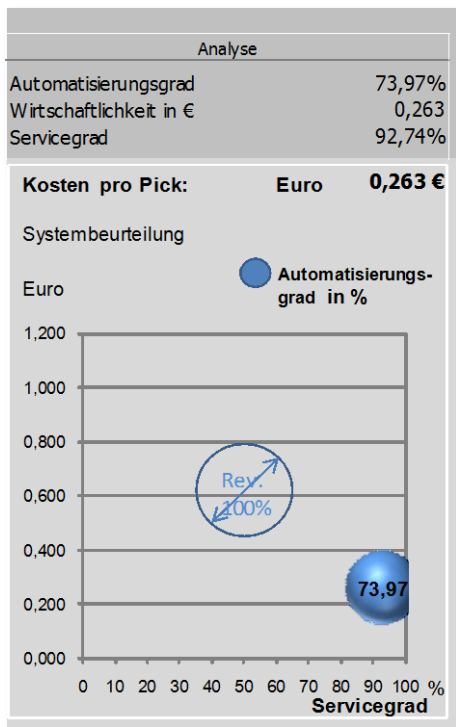 Analyse
Automatisierungsgrad 73,97%
Wirtschaftlichkeit in € 0,263
Servicegrad 92,74%
Kosten pro Pick: Euro 0,263 €
Systembeurteilung
Automatisierungs-
grad in %
Euro
1,200
1,000
0,800
0,600
0,400
0,200
0,000
Rev.
100%
73,97
0 10 20 30 40 50 60 70 80 90 100 %
Servicegrad